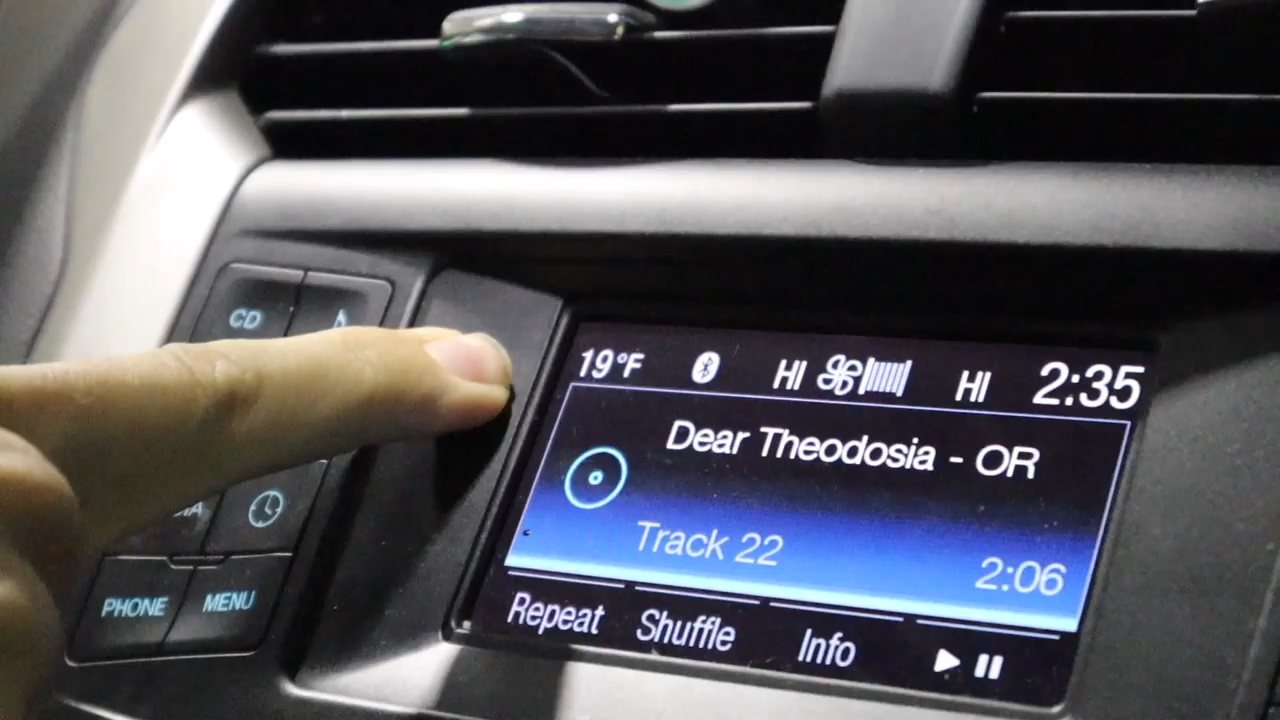 CD
19°F HI HI 2:35
Dear Theodosia - OR
Track 22 2:06
PHONE MENU
Repeat Shuffle Info